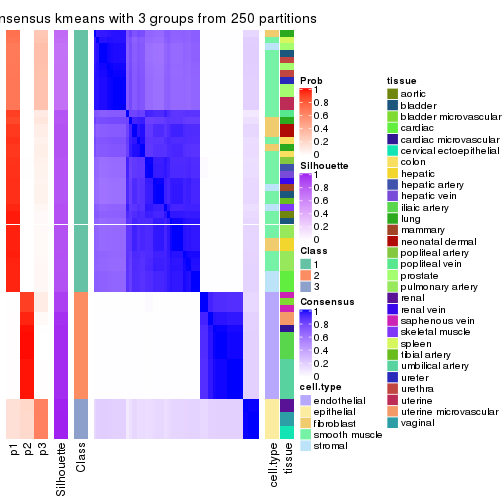 nsensus kmeans with 3 groups from 250 partitions
Prob
1
0.8
0.6
0.4
0.2
0
Silhouette
1
0.8
0.6
0.4
0.2
0
Class
1
2
3
Consensus
1
0.8
0.6
0.4
0.2
0
cell.type
endothelial
epithelial
fibroblast
smooth muscle
stromal
tissue
aortic
bladder
bladder microvascular
cardiac
cardiac microvascular
cervical ectoepithelial
colon
hepatic
hepatic artery
hepatic vein
iliaic artery
lung
mammary
neonatal dermal
popliteal artery
popliteal vein
prostate
pulmonary artery
renal
renal vein
saphenous vein
skeletal muscle
spleen
tibial artery
umbilical artery
ureter
urethra
uterine
uterine microvascular
vaginal
p1
p2
p3
Silhouette
Class
cell.type
tissue